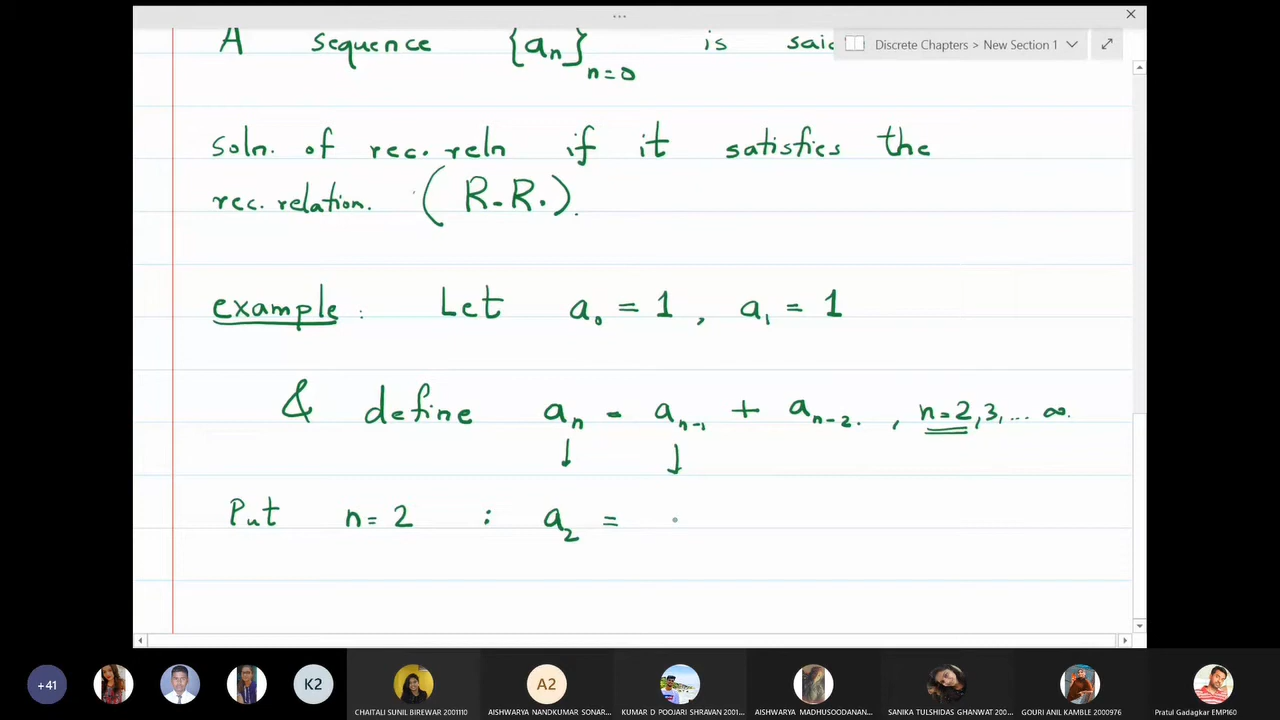 ...
Discrete Chapters > New Section 1
A sequence {aₙ}ₙ₌₀ is said
soln. of rec. reln if it satisfies the
rec. relation. (R.R.).
example : Let a₀ = 1 , a₁ = 1
& define aₙ = aₙ₋₁ + aₙ₋₂. , n=2,3,... ∞.
↓ ↓
Put n = 2 : a₂ =
+41 K2 A2
CHAITALI SUNIL BIREWAR 2001110 AISHWARYA NANDKUMAR SONAR... KUMAR D POOJARI SHRAVAN 2001... AISHWARYA MADHUSOODANAN... SANIKA TULSHIDAS GHANWAT 200... GOURI ANIL KAMBLE 2000976 Pratul Gadagkar EMP160